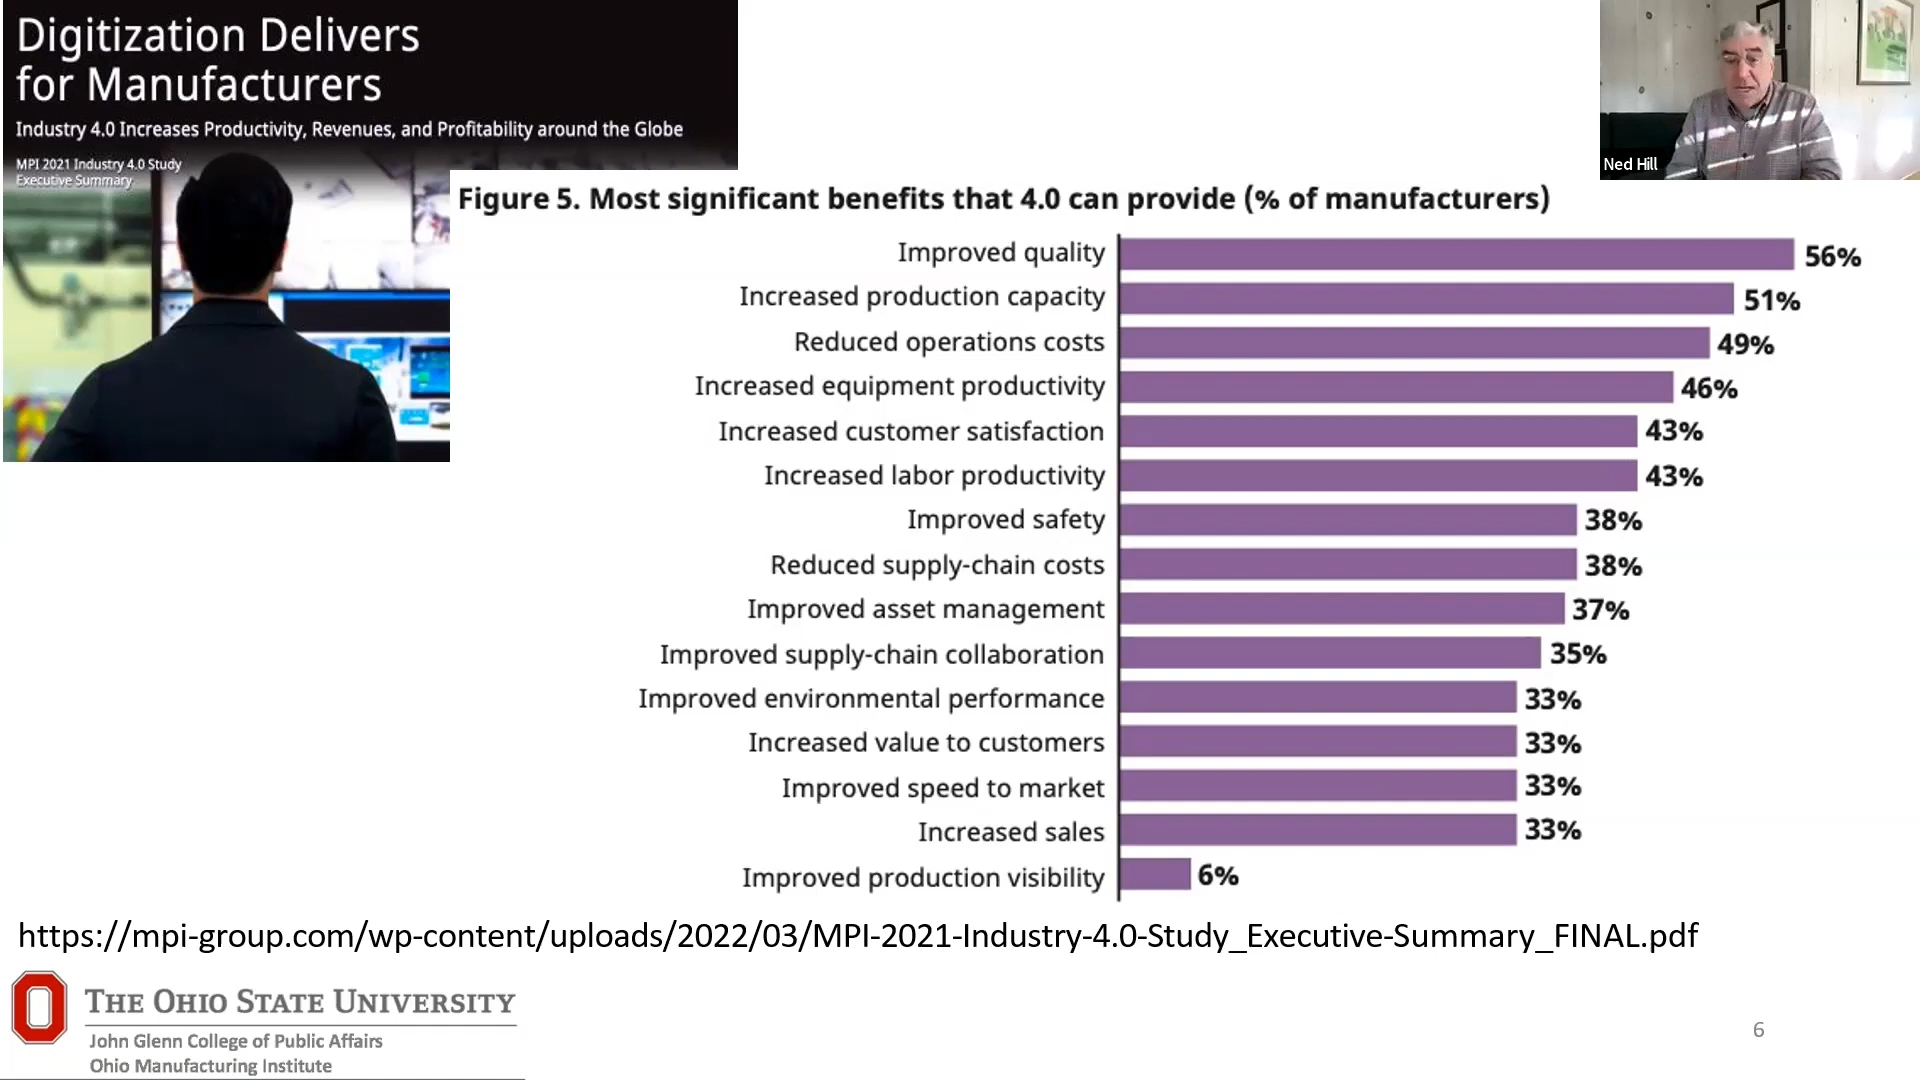 Digitization Delivers
for Manufacturers
Industry 4.0 Increases Productivity, Revenues, and Profitability around the Globe
MPI 2021 Industry 4.0 Study
Executive Summary
Ned Hill
Figure 5. Most significant benefits that 4.0 can provide (% of manufacturers)
Improved quality 56%
Increased production capacity 51%
Reduced operations costs 49%
Increased equipment productivity 46%
Increased customer satisfaction 43%
Increased labor productivity 43%
Improved safety 38%
Reduced supply-chain costs 38%
Improved asset management 37%
Improved supply-chain collaboration 35%
Improved environmental performance 33%
Increased value to customers 33%
Improved speed to market 33%
Increased sales 33%
Improved production visibility 6%
https://mpi-group.com/wp-content/uploads/2022/03/MPI-2021-Industry-4.0-Study_Executive-Summary_FINAL.pdf
THE OHIO STATE UNIVERSITY
John Glenn College of Public Affairs
Ohio Manufacturing Institute
6